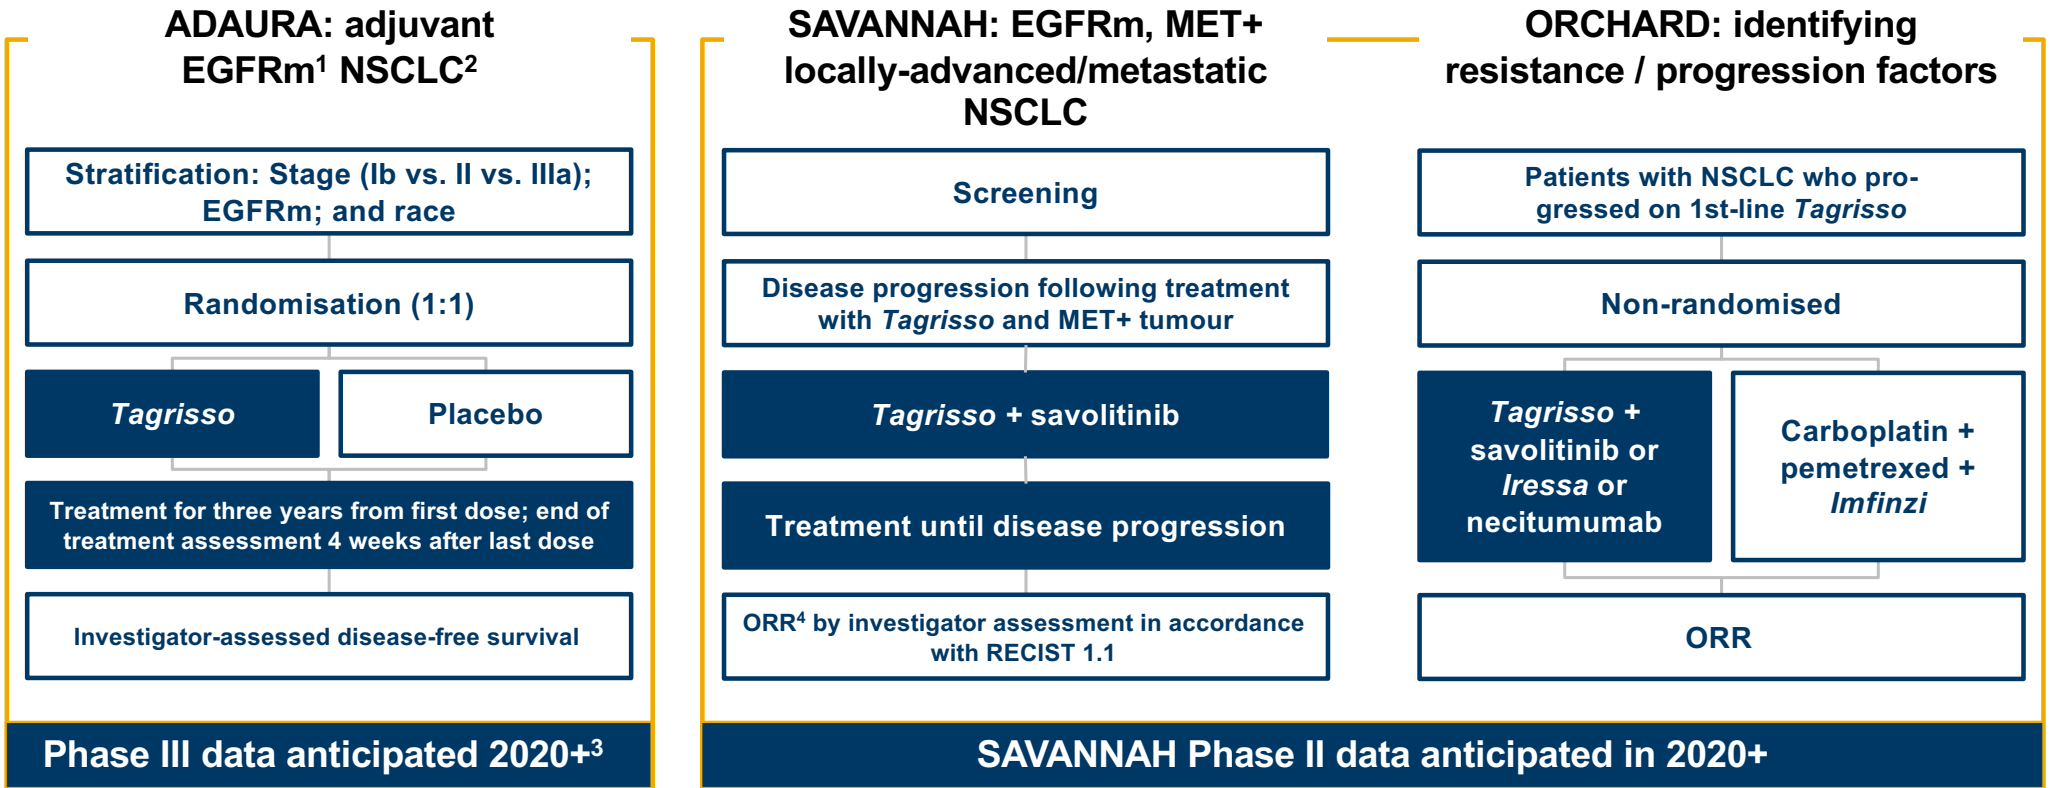 ADAURA: adjuvant
EGFRm¹ NSCLC²
Stratification: Stage (Ib vs. II vs. IIIa);
EGFRm; and race
Randomisation (1:1)
Tagrisso
Placebo
Treatment for three years from first dose; end of
treatment assessment 4 weeks after last dose
Investigator-assessed disease-free survival
Phase III data anticipated 2020+³
SAVANNAH: EGFRm, MET+
locally-advanced/metastatic
NSCLC
Screening
Disease progression following treatment
with Tagrisso and MET+ tumour
Tagrisso + savolitinib
Treatment until disease progression
ORR⁴ by investigator assessment in accordance
with RECIST 1.1
ORCHARD: identifying
resistance / progression factors
Patients with NSCLC who pro-
gressed on 1st-line Tagrisso
Non-randomised
Tagrisso +
savolitinib or
Iressa or
necitumumab
Carboplatin +
pemetrexed +
Imfinzi
ORR
SAVANNAH Phase II data anticipated in 2020+